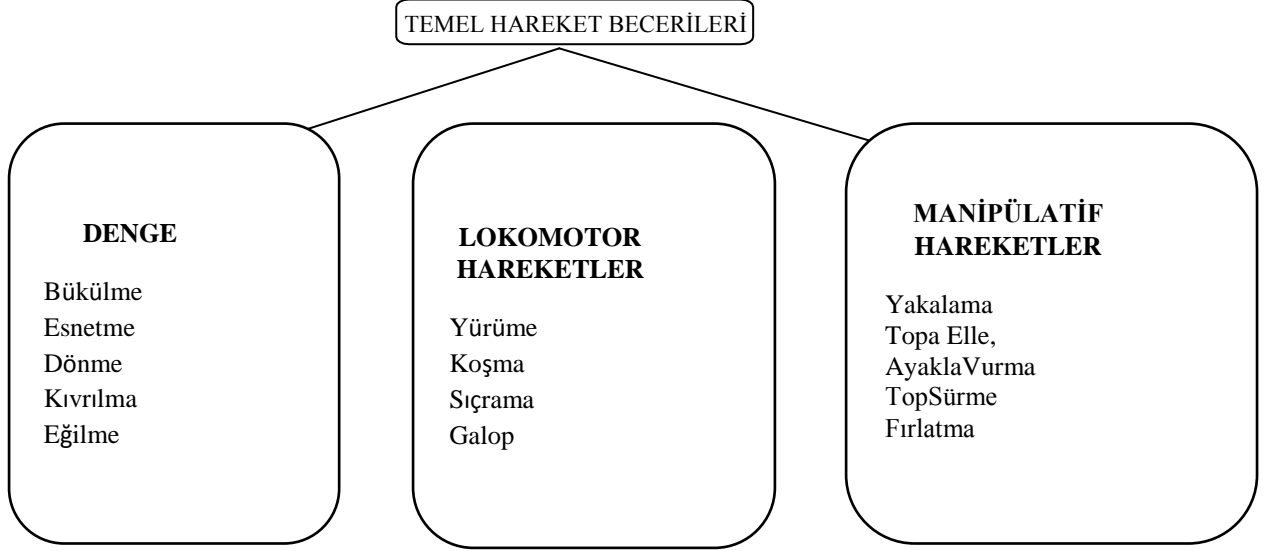 TEMEL HAREKET BECERİLERİ
DENGE
Bükülme
Esnetme
Dönme
Kıvrılma
Eğilme
LOKOMOTOR
HAREKETLER
Yürüme
Koşma
Sıçrama
Galop
MANİPÜLATİF
HAREKETLER
Yakalama
Topa Elle,
AyaklaVurma
TopSürme
Fırlatma